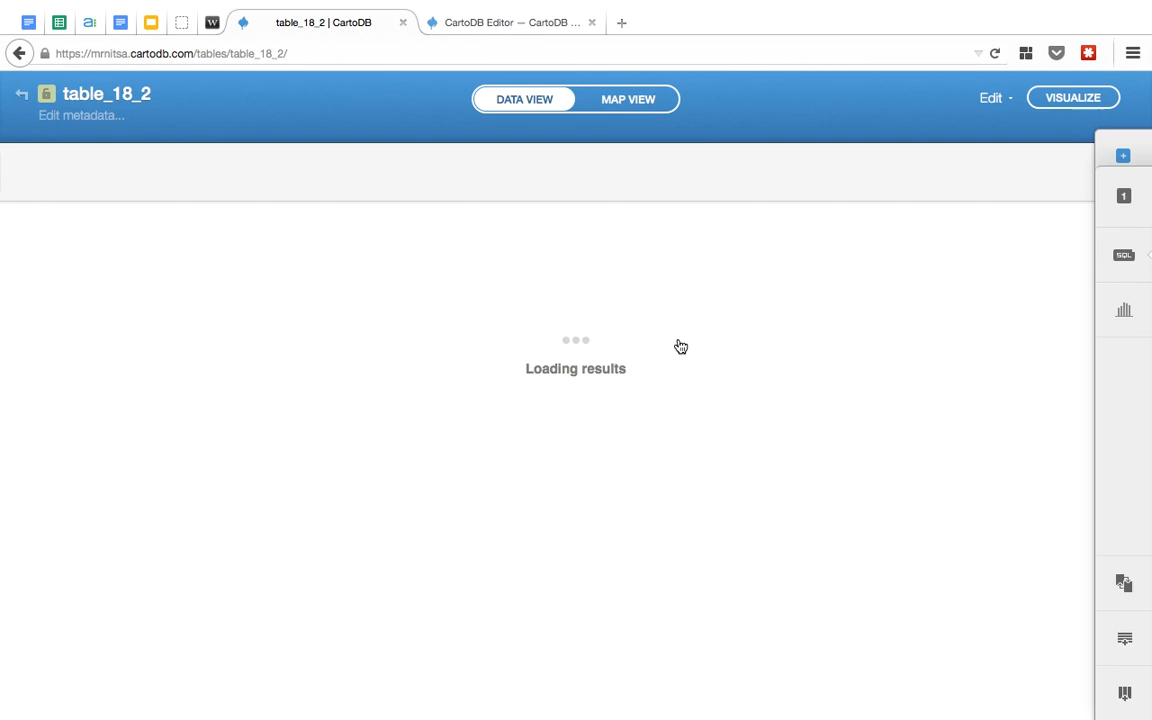 a:
W
table_18_2 | CartoDB
CartoDB Editor — CartoDB ...
https://mrnitsa.cartodb.com/tables/table_18_2/
table_18_2
Edit metadata...
DATA VIEW
MAP VIEW
Edit
VISUALIZE
1
SQL
Loading results